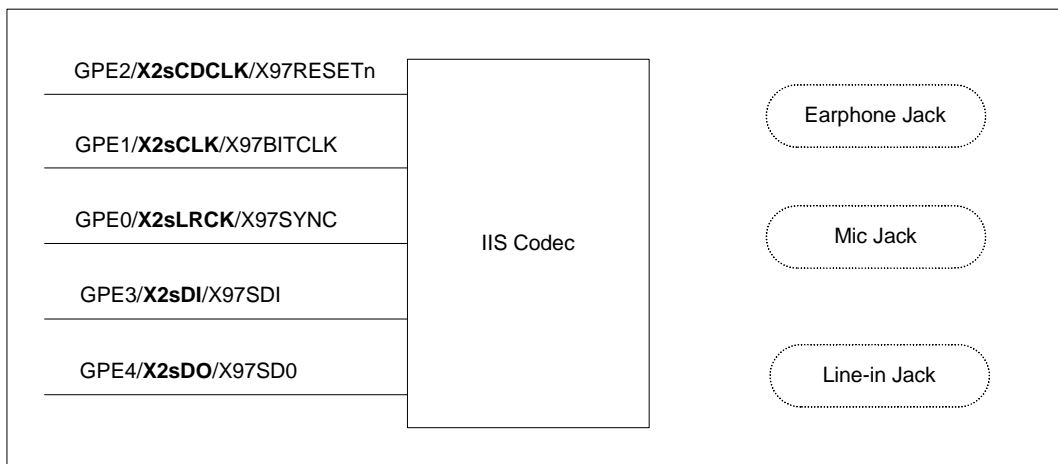 GPE2/X2sCDCLK/X97RESETn
GPE1/X2sCLK/X97BITCLK
GPE0/X2sLRCK/X97SYNC
GPE3/X2sDI/X97SDI
GPE4/X2sDO/X97SD0
IIS Codec
Earphone Jack
Mic Jack
Line-in Jack